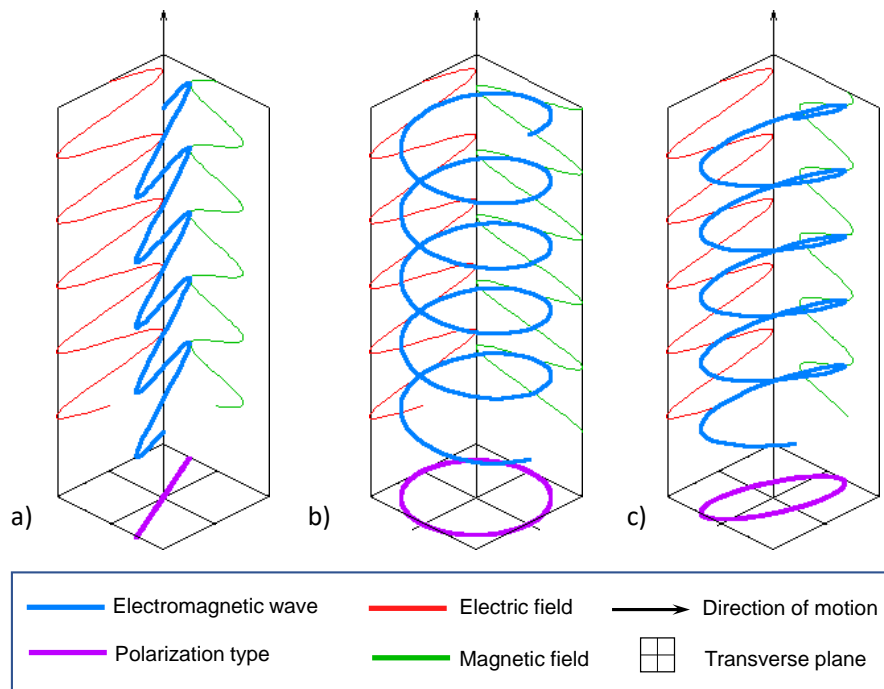 a)
b)
c)
Electromagnetic wave
Electric field
Direction of motion
Polarization type
Magnetic field
Transverse plane